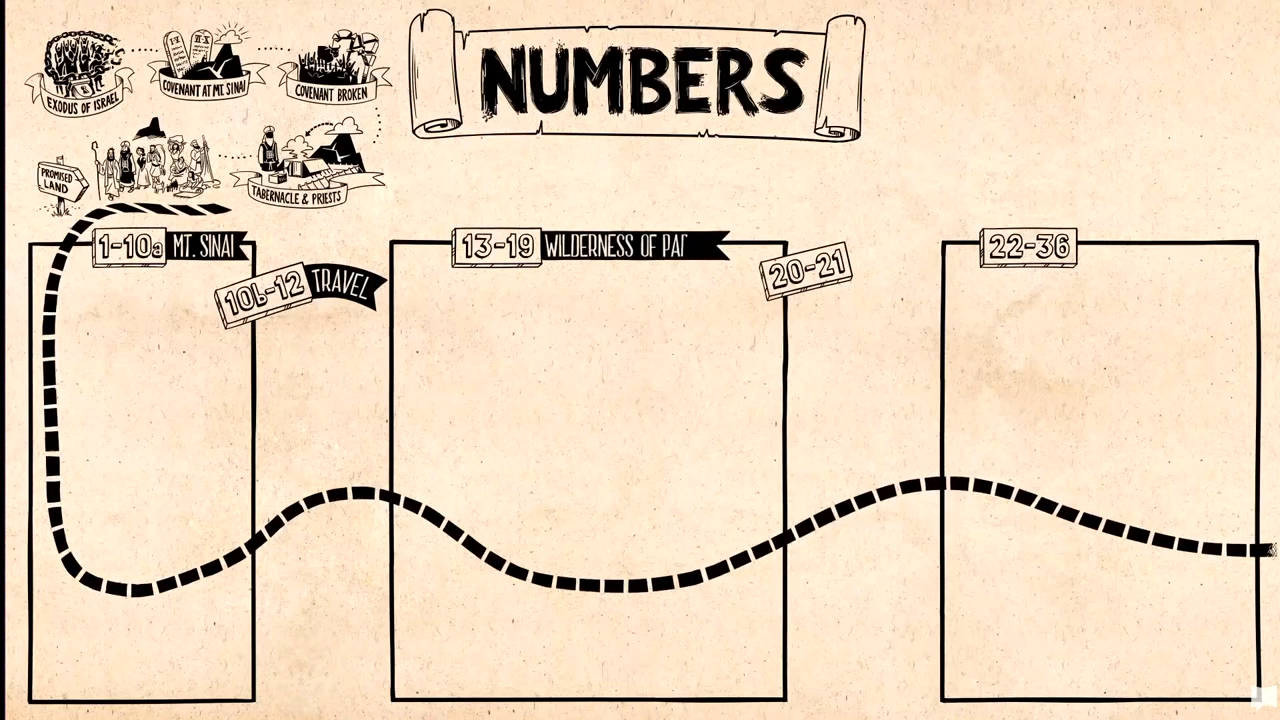 NUMBERS
EXODUS OF ISRAEL
COVENANT AT MT. SINAI
COVENANT BROKEN
I-V
VI-X
PROMISED
LAND
TABERNACLE & PRIESTS
1-10a MT. SINAI
10b-12 TRAVEL
13-19 WILDERNESS OF
20-21
22-36